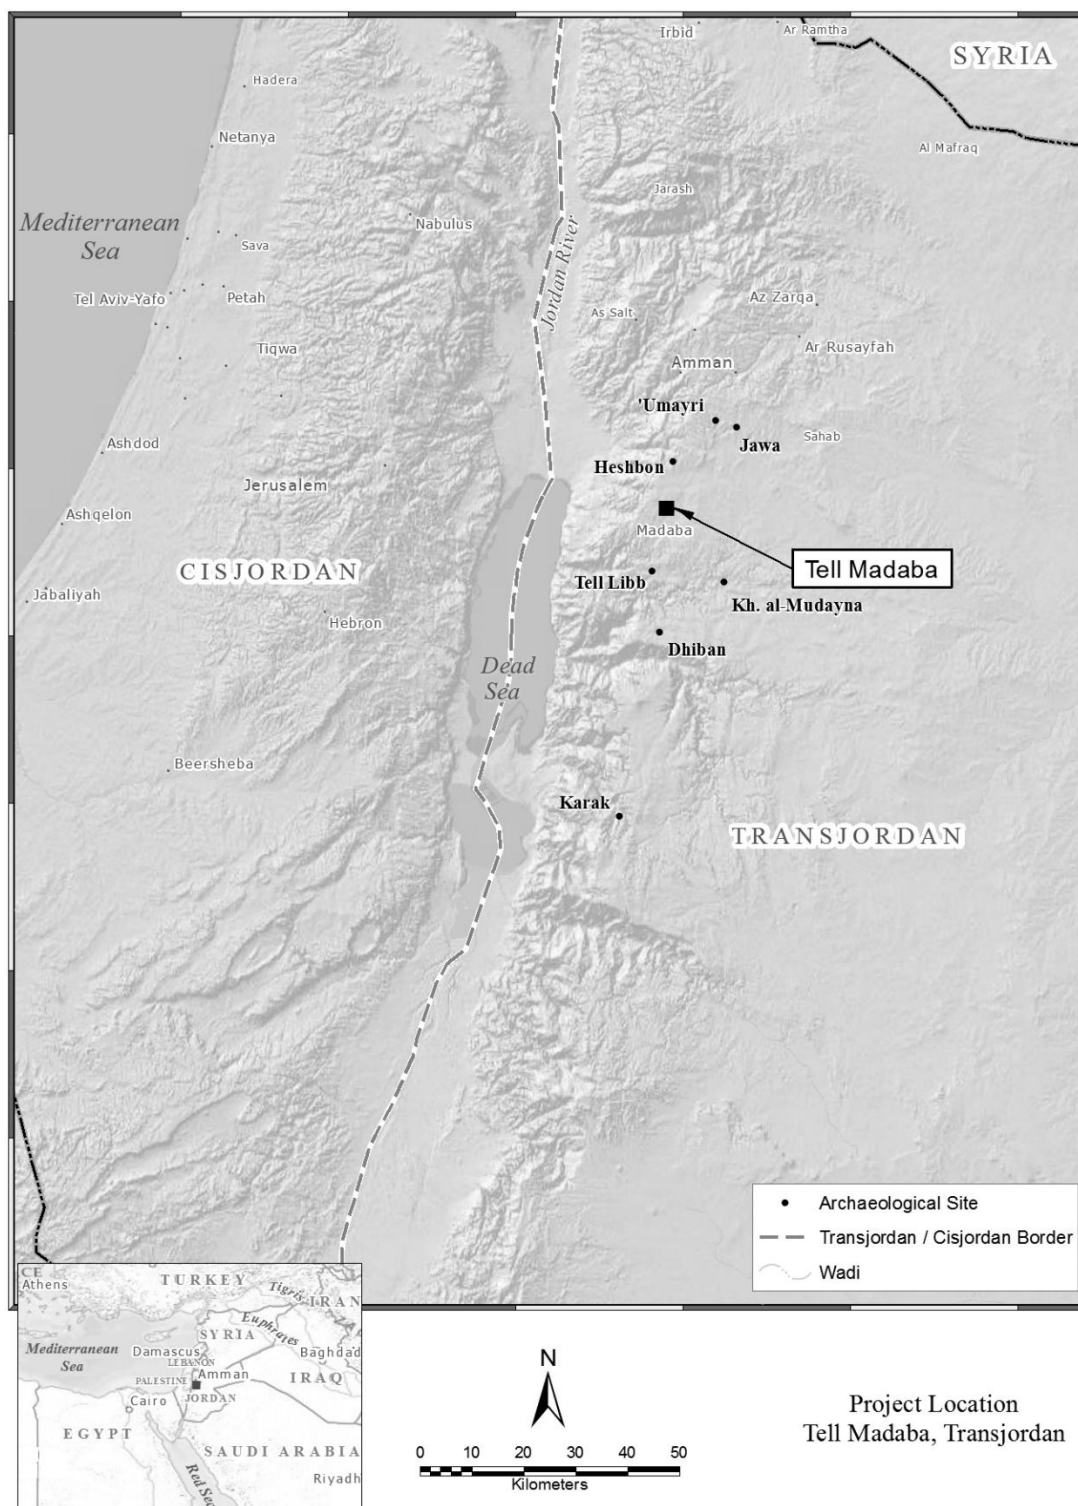 Irbid
Ar Ramtha
SYRIA
Hadera
Netanya
Al Mafraq
Jarash
Mediterranean
Sea
Nabulus
Sava
Jordan River
Tel Aviv-Yafo
Petah
Tiqwa
As Salt
Az Zarqa
Ar Rusayfah
Amman
'Umayri
Jawa
Sahab
Ashdod
Heshbon
Jerusalem
Ashqelon
Madaba
Tell Madaba
CISJORDAN
Tell Libb
Kh. al-Mudayna
Jabaliyah
Hebron
Dhiban
Dead
Sea
Beersheba
Karak
TRANSJORDAN
Archaeological Site
Transjordan / Cisjordan Border
Wadi
CE
Athens
TURKEY
Tigris
IRAN
Euphrates
SYRIA
Mediterranean
Sea
Damascus
LEBANON
Baghdad
PALESTINE
Amman
IRAQ
JORDAN
Cairo
EGYPT
SAUDI ARABIA
Red Sea
Riyadh
N
0 10 20 30 40 50
Kilometers
Project Location
Tell Madaba, Transjordan